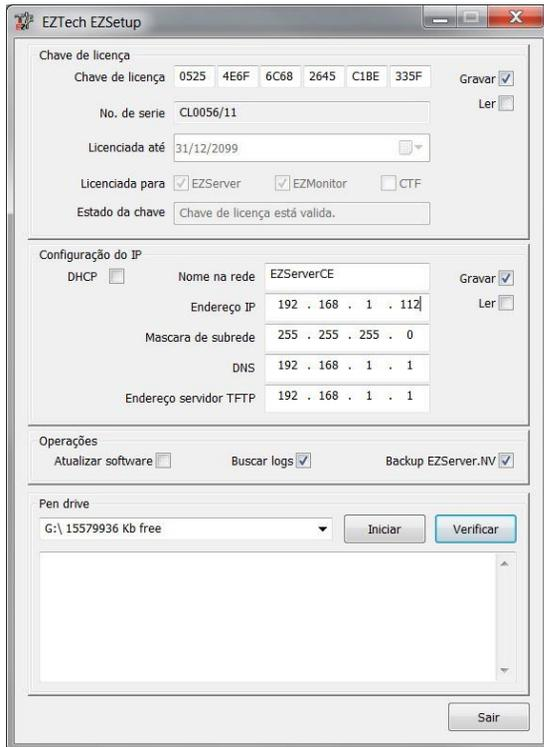 EZTech EZSetup
Chave de licença
Chave de licença 0525 4E6F 6C68 2645 C1BE 335F Gravar
No. de serie CL0056/11 Ler
Licenciada até 31/12/2099
Licenciada para EZServer EZMonitor CTF
Estado da chave Chave de licença está valida.
Configuração do IP
DHCP Nome na rede EZServerCE Gravar
Endereço IP 192 . 168 . 1 . 112 Ler
Mascara de subrede 255 . 255 . 255 . 0
DNS 192 . 168 . 1 . 1
Endereço servidor TFTP 192 . 168 . 1 . 1
Operações
Atualizar software Buscar logs Backup EZServer.NV
Pen drive
G:\ 15579936 Kb free Iniciar Verificar
Sair